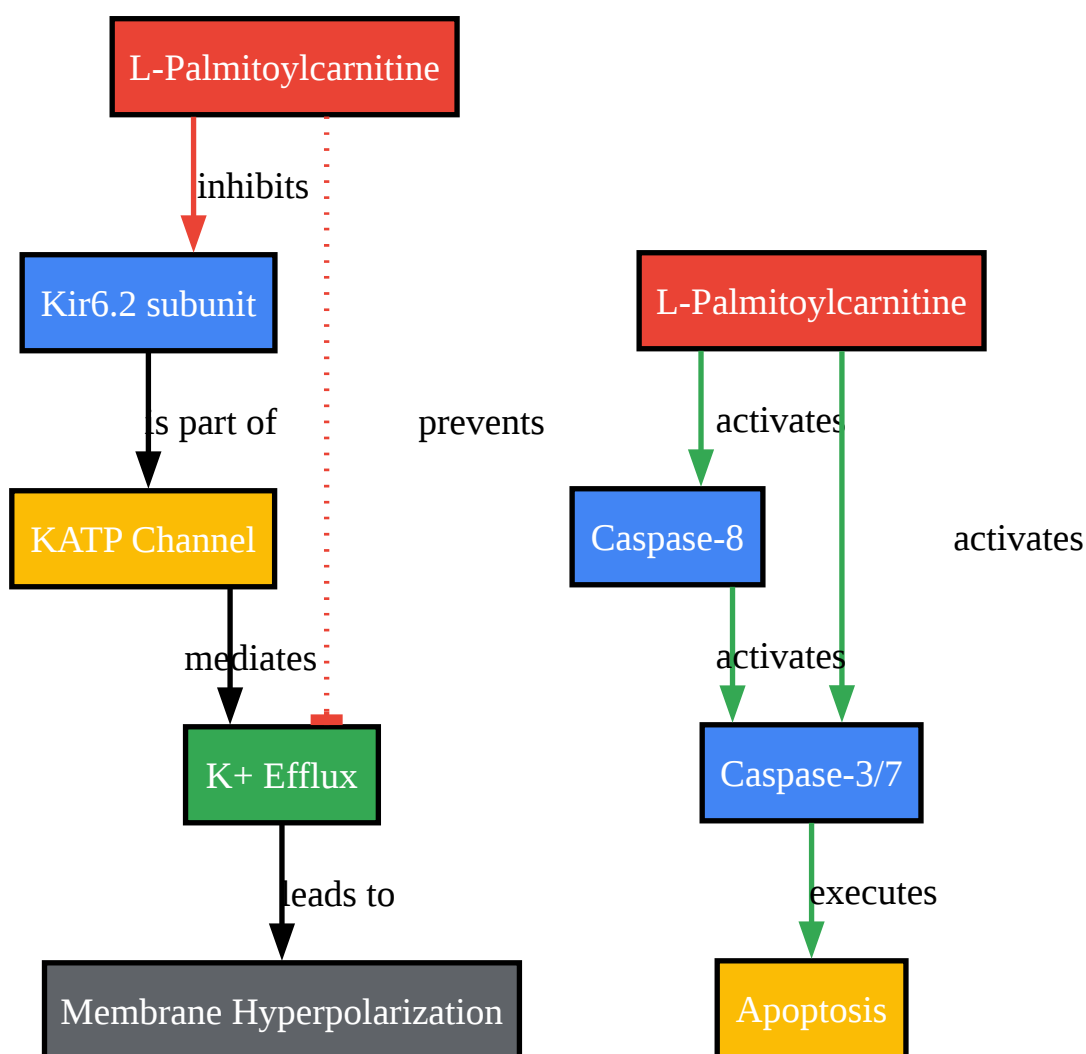 L-Palmitoylcarnitine
inhibits
Kir6.2 subunit
L-Palmitoylcarnitine
is part of
prevents
activates
KATP Channel
Caspase-8
activates
mediates
activates
K+ Efflux
Caspase-3/7
leads to
executes
Membrane Hyperpolarization
Apoptosis